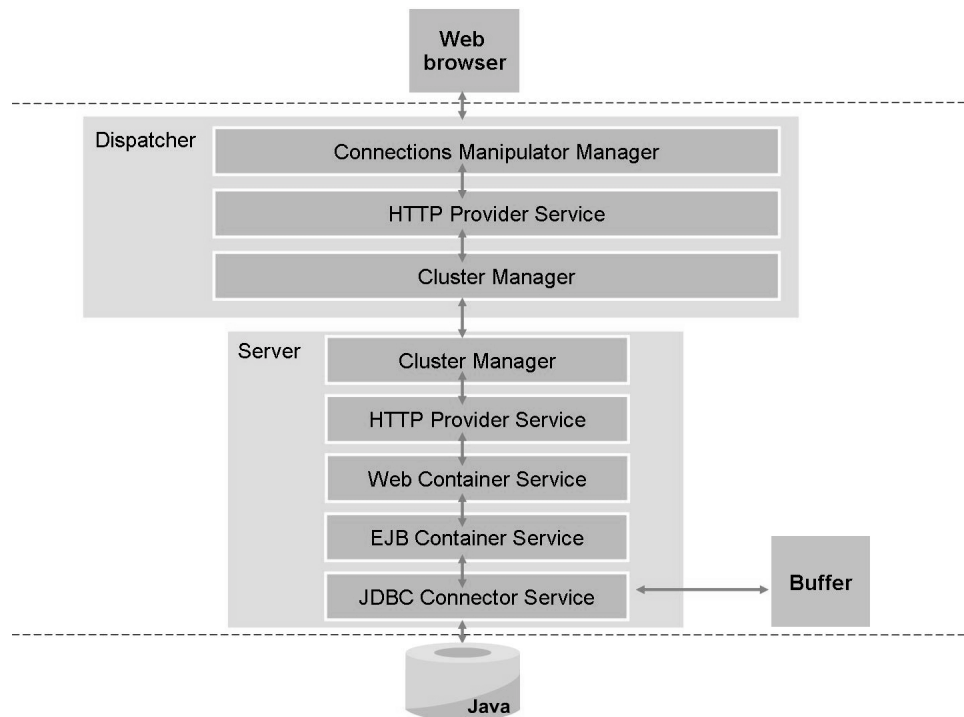 Web
browser
Dispatcher
Connections Manipulator Manager
HTTP Provider Service
Cluster Manager
Server
Cluster Manager
HTTP Provider Service
Web Container Service
EJB Container Service
JDBC Connector Service
Buffer
Java